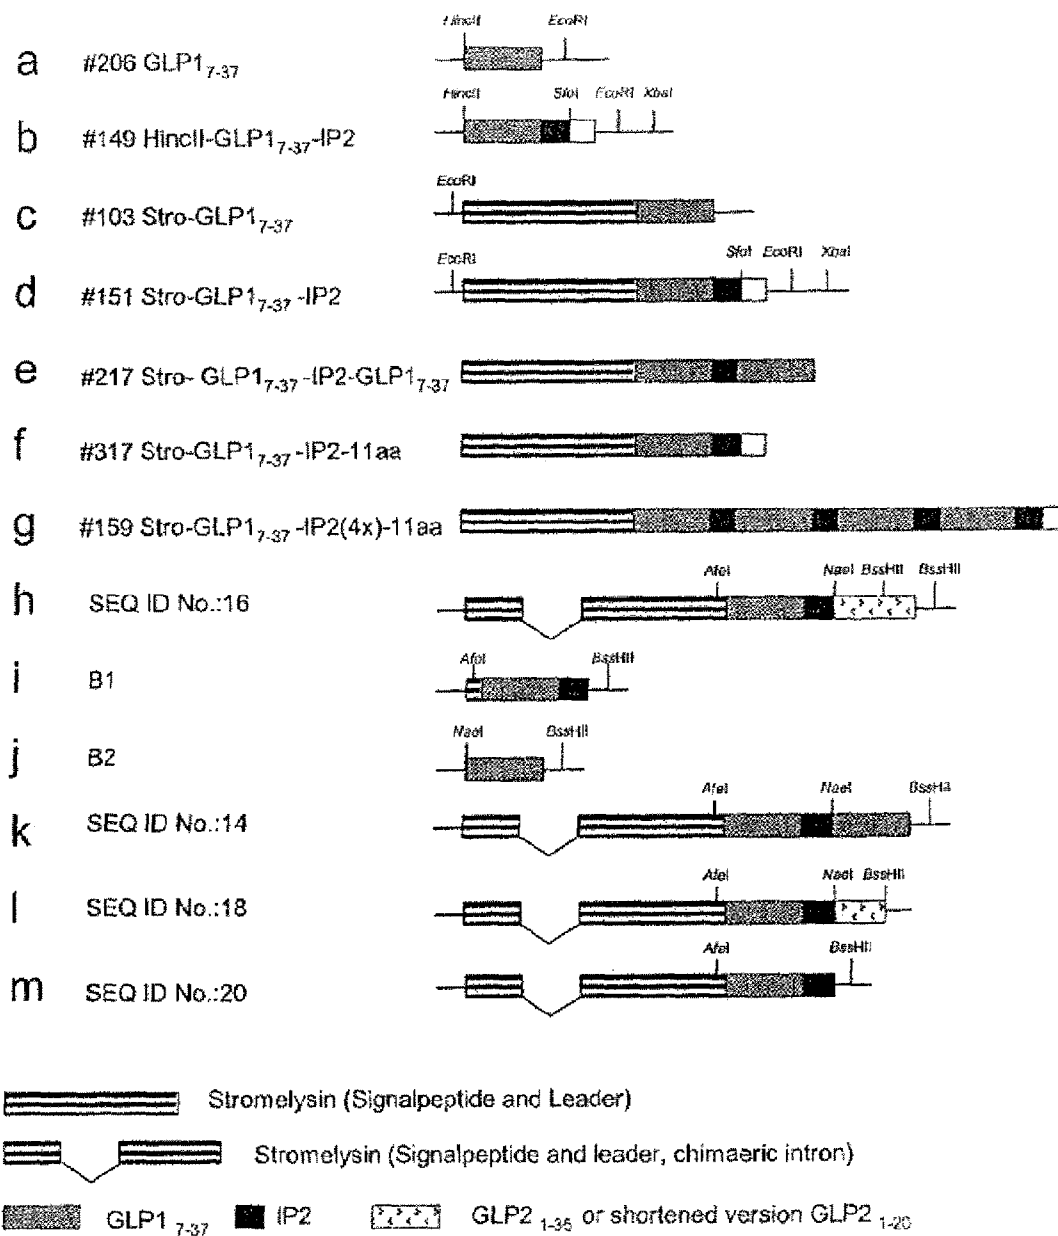 HincII EcoRI
a #206 GLP1 7-37
HincII SfoI EcoRI XbaI
b #149 HincII-GLP1 7-37-IP2
EcoRI
c #103 Stro-GLP1 7-37
EcoRI SfoI EcoRI XbaI
d #151 Stro-GLP1 7-37-IP2
e #217 Stro- GLP1 7-37-IP2-GLP1 7-37
f #317 Stro-GLP1 7-37-IP2-11aa
g #159 Stro-GLP1 7-37-IP2(4x)-11aa
AfeI NaeI BssHII BssHII
h SEQ ID No.:16
AfeI BssHII
i B1
NaeI BssHII
j B2
AfeI NaeI BssHII
k SEQ ID No.:14
AfeI NaeI BssHII
l SEQ ID No.:18
AfeI BssHII
m SEQ ID No.:20
Stromelysin (Signalpeptide and Leader)
Stromelysin (Signalpeptide and leader, chimaeric intron)
GLP1 7-37 IP2 GLP2 1-35 or shortened version GLP2 1-20